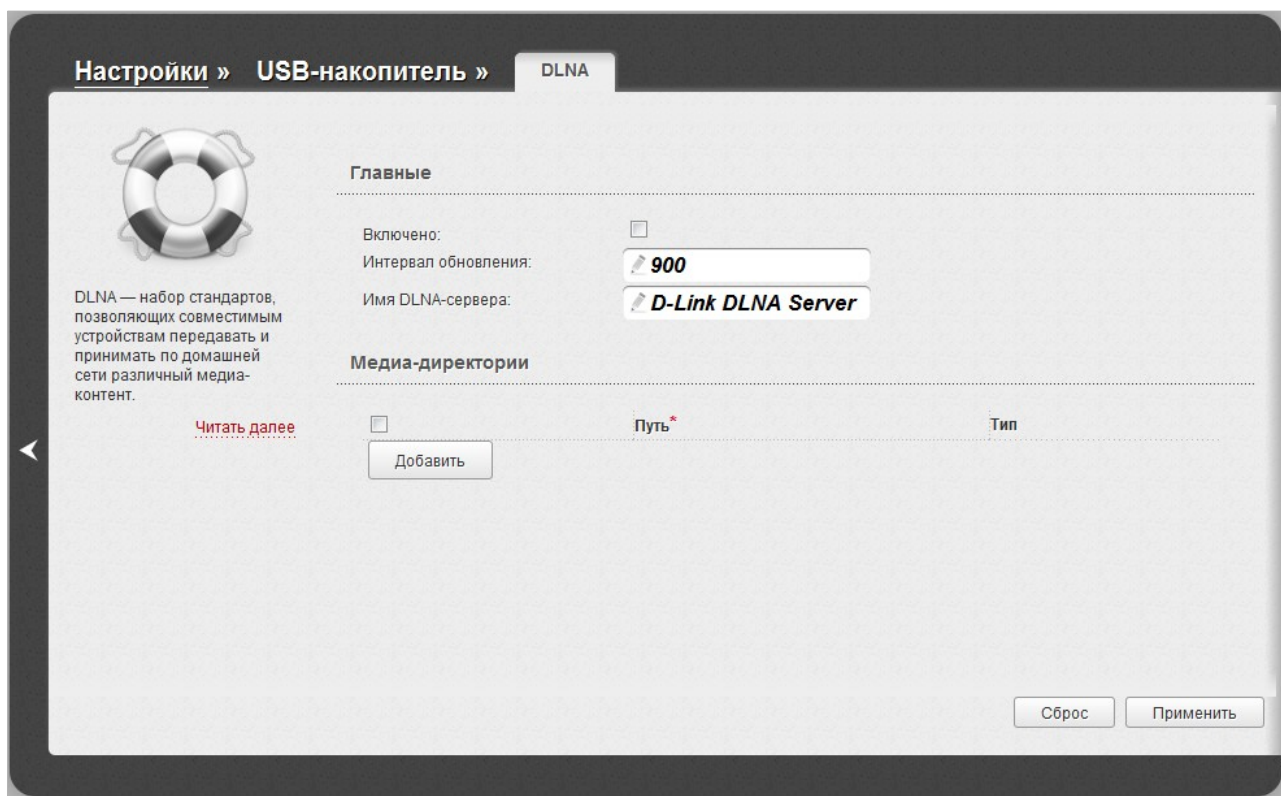 Настройки » USB-накопитель » DLNA
DLNA — набор стандартов,
позволяющих совместимым
устройствам передавать и
принимать по домашней
сети различный медиа-
контент.
Читать далее
Главные
Включено:
Интервал обновления: 900
Имя DLNA-сервера: D-Link DLNA Server
Медиа-директории
Путь* Тип
Добавить
Сброс Применить